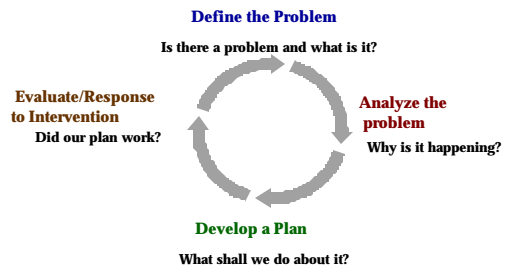 Define the Problem
Is there a problem and what is it?
Analyze the
problem
Why is it happening?
Develop a Plan
What shall we do about it?
Evaluate/Response
to Intervention
Did our plan work?